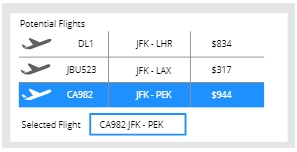 Potential Flights
DL1 JFK - LHR $834
JBU523 JFK - LAX $317
CA982 JFK - PEK $944
Selected Flight CA982 JFK - PEK